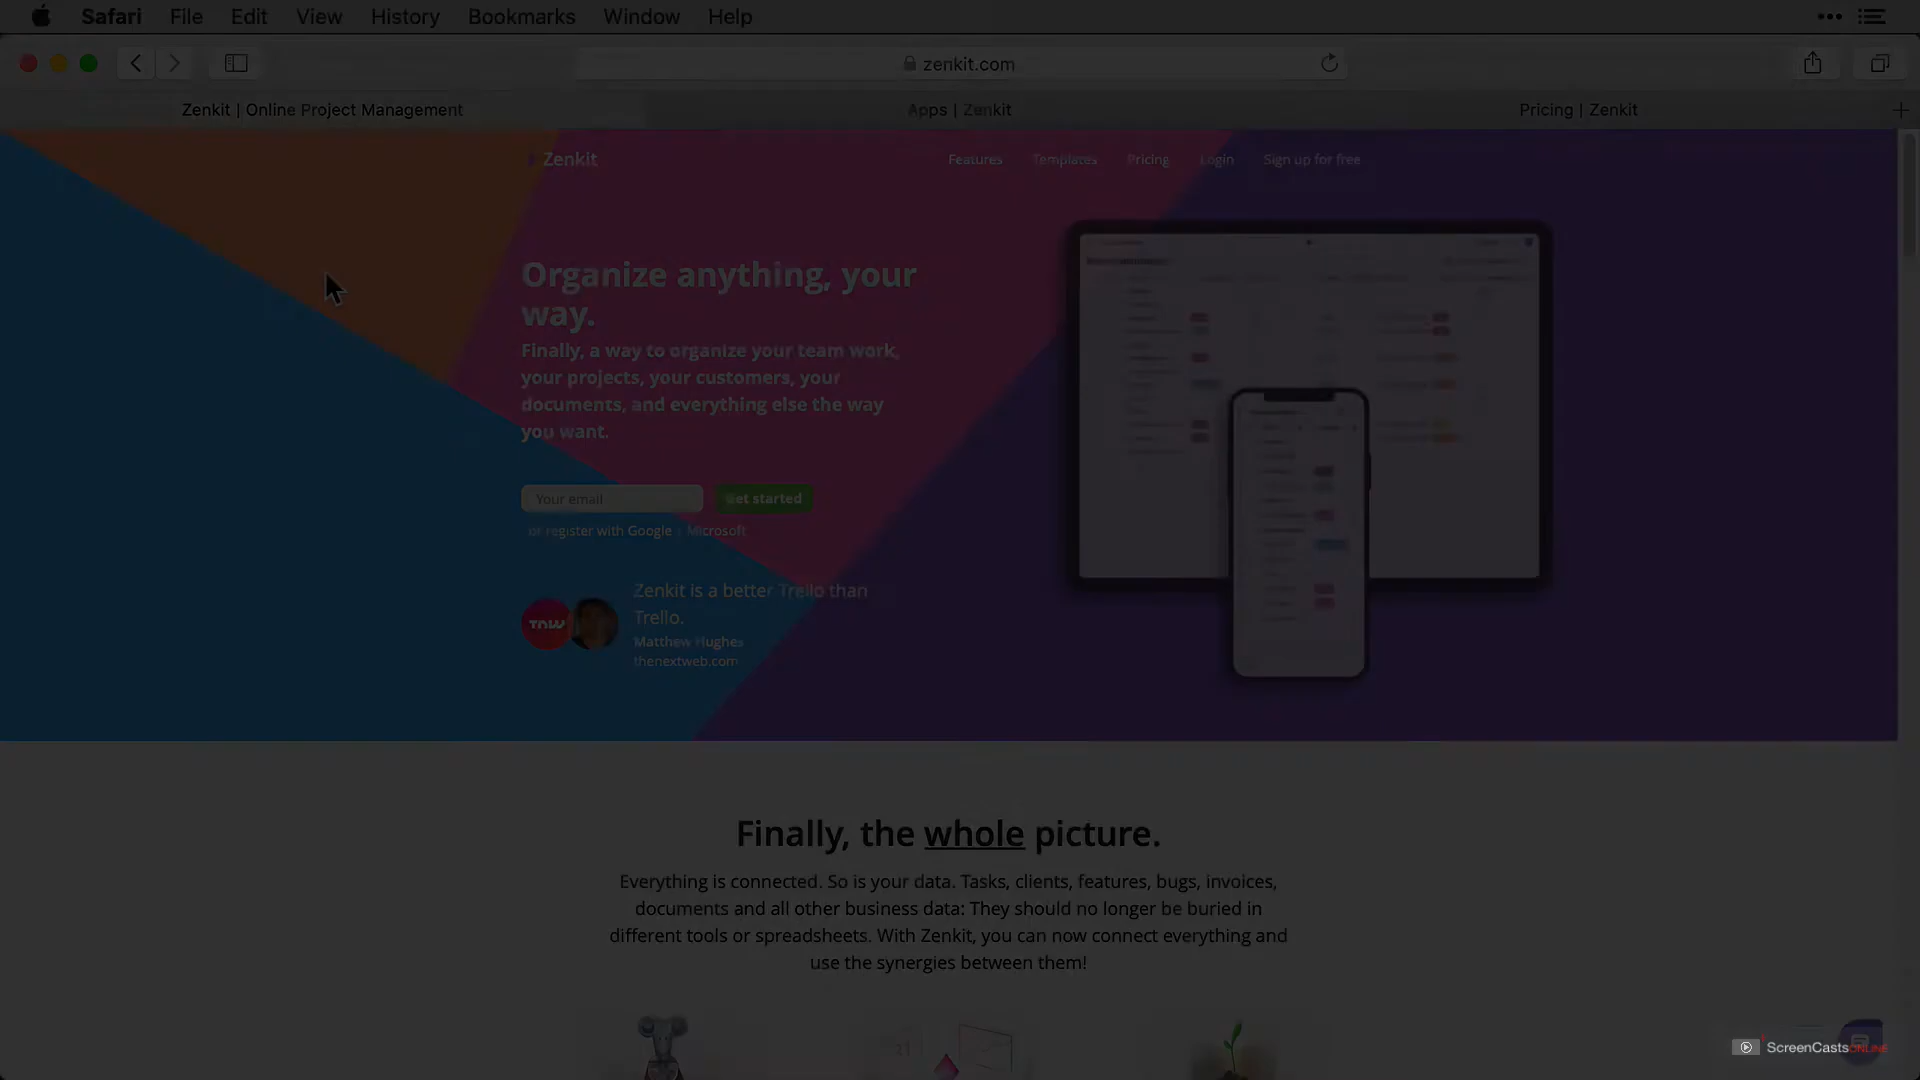 Safari File Edit View History Bookmarks Window Help
zenkit.com
Zenkit | Online Project Management
Apps | Zenkit
Pricing | Zenkit
Zenkit
Features Templates Pricing Login Sign up for free
Organize anything, your
way.
Finally, a way to organize your team work,
your projects, your customers, your
documents, and everything else the way
you want.
Your email
Get started
or register with Google | Microsoft
Zenkit is a better Trello than
Trello.
TNW
Matthew Hughes
thenextweb.com
Finally, the whole picture.
Everything is connected. So is your data. Tasks, clients, features, bugs, invoices,
documents and all other business data: They should no longer be buried in
different tools or spreadsheets. With Zenkit, you can now connect everything and
use the synergies between them!
21
ScreenCastsONLINE